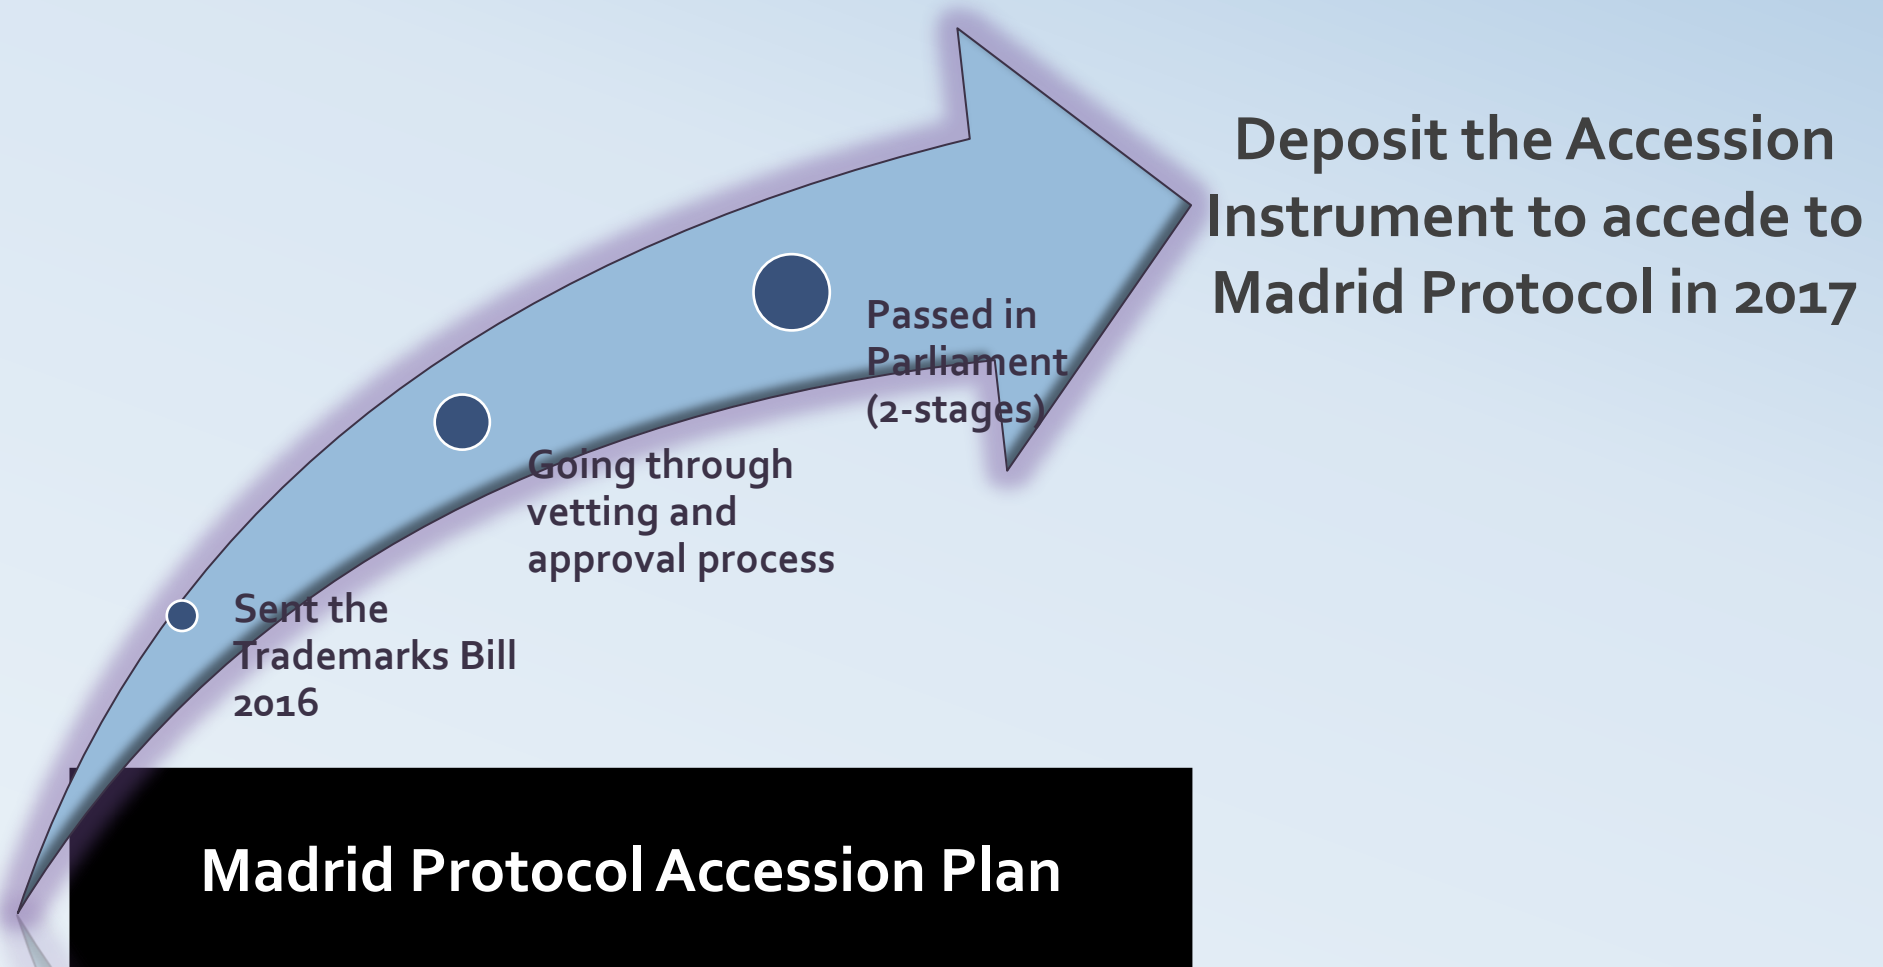 Deposit the Accession
Instrument to accede to
Madrid Protocol in 2017
Passed in
Parliament
(2-stages)
Going through
vetting and
approval process
Sent the
Trademarks Bill
2016
Madrid Protocol Accession Plan